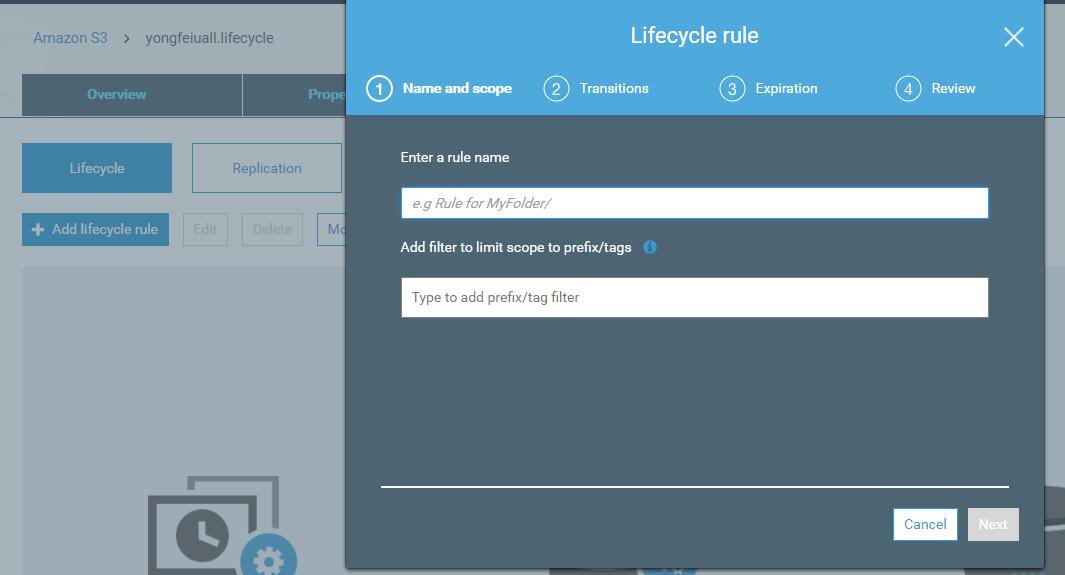 Amazon S3 > yongfeiuall.lifecycle
Overview
Prope
Lifecycle
Replication
Add lifecycle rule
Edit
Delete
Mo
Lifecycle rule
1 Name and scope
2 Transitions
3 Expiration
4 Review
Enter a rule name
e.g Rule for MyFolder/
Add filter to limit scope to prefix/tags
Type to add prefix/tag filter
Cancel
Next